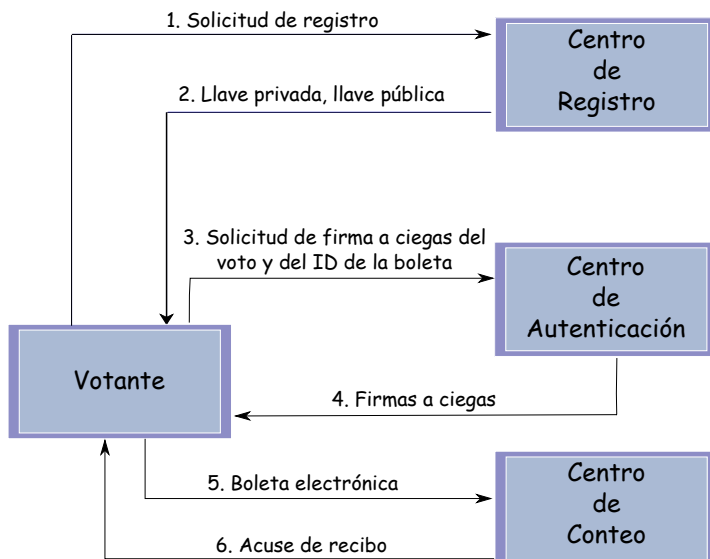 1. Solicitud de registro
Centro
de
Registro
2. Llave privada, llave pública
3. Solicitud de firma a ciegas del
voto y del ID de la boleta
Centro
de
Autenticación
Votante
4. Firmas a ciegas
5. Boleta electrónica
Centro
de
Conteo
6. Acuse de recibo